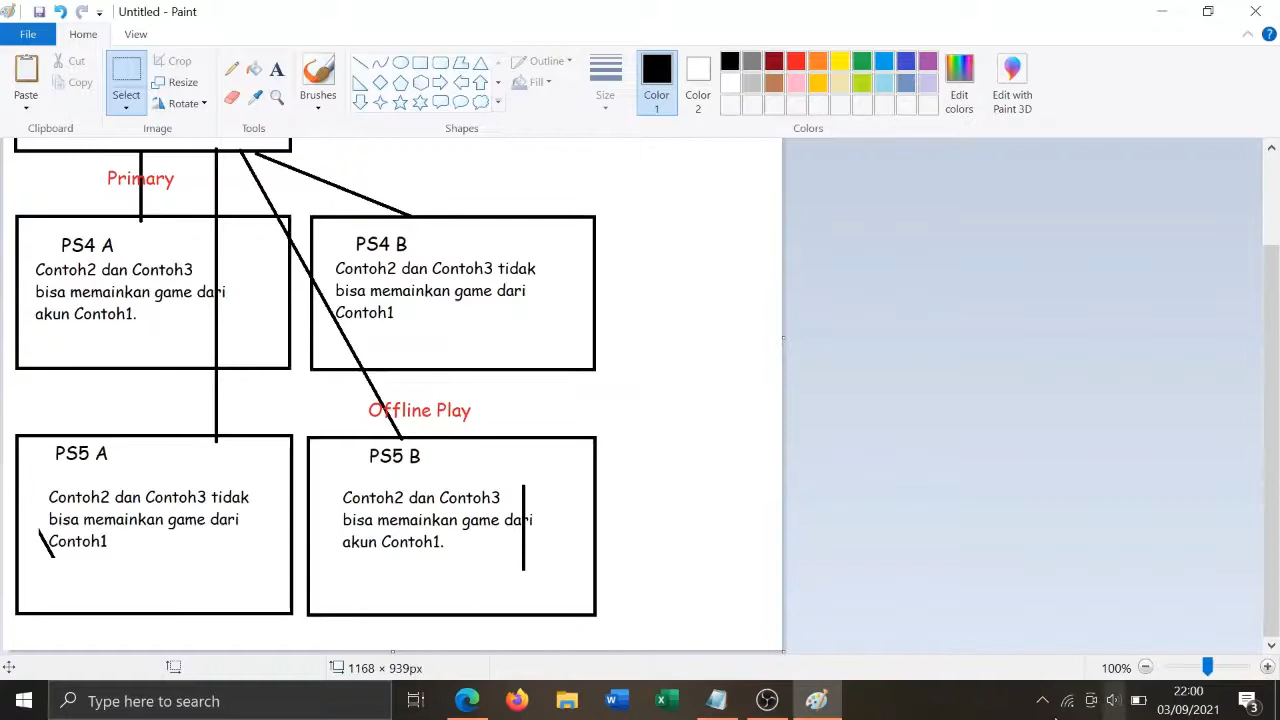 Untitled - Paint
File
Home
View
Paste
Cut
Copy
Select
Crop
Resize
Rotate
Brushes
Outline
Fill
Size
Color
1
Color
2
Edit
colors
Edit with
Paint 3D
Clipboard
Image
Tools
Shapes
Colors
Primary
PS4 A
Contoh2 dan Contoh3
bisa memainkan game dari
akun Contoh1.
PS4 B
Contoh2 dan Contoh3 tidak
bisa memainkan game dari
Contoh1
Offline Play
PS5 A
Contoh2 dan Contoh3 tidak
bisa memainkan game dari
Contoh1
PS5 B
Contoh2 dan Contoh3
bisa memainkan game dari
akun Contoh1.
1168 × 939px
100%
Type here to search
22:00
03/09/2021
3